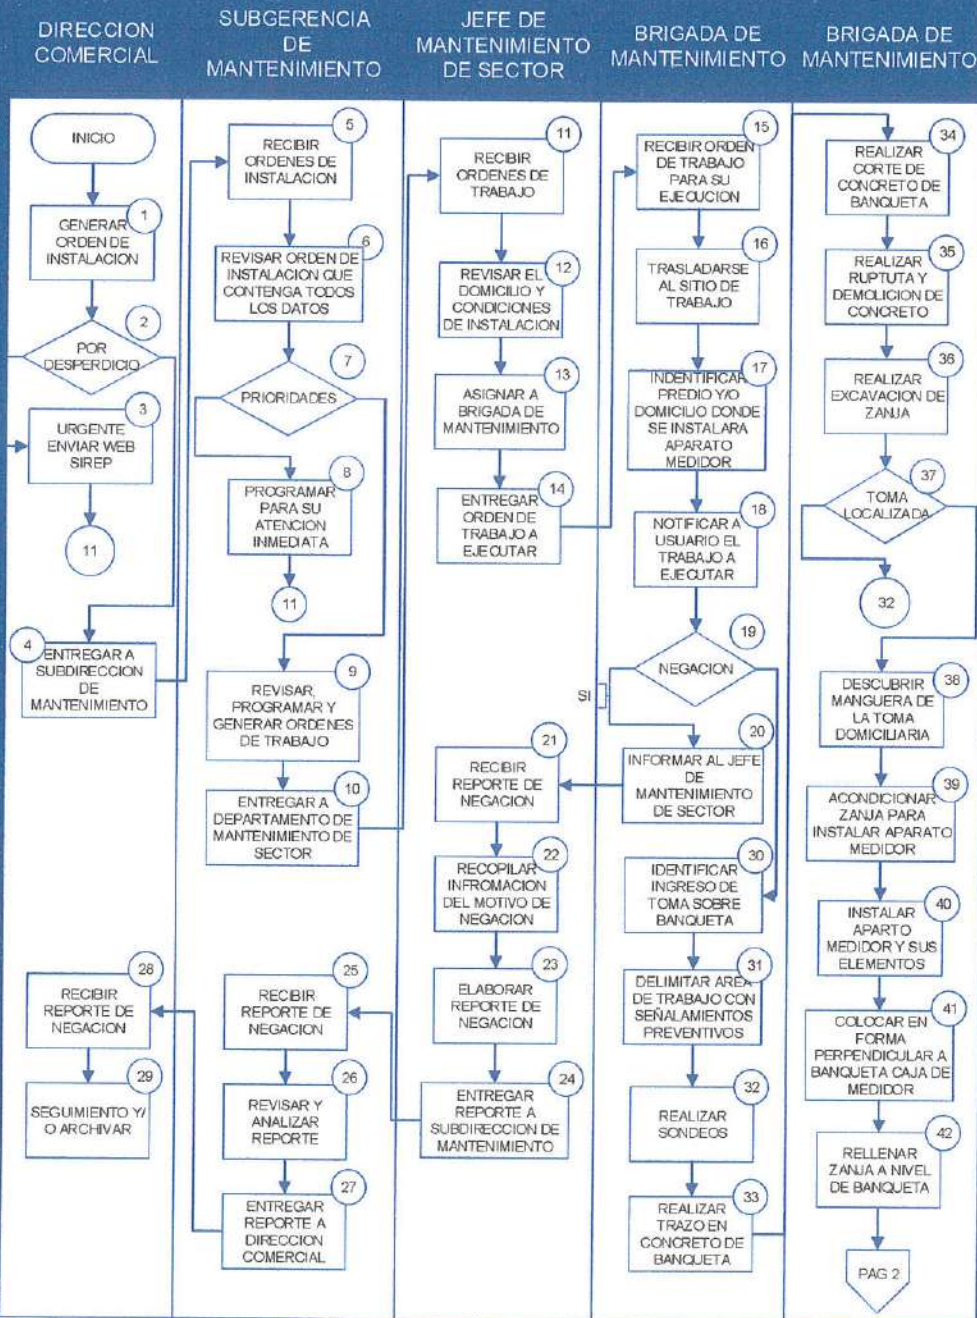 DIRECCION
COMERCIAL
SUBGERENCIA
DE
MANTENIMIENTO
JEFE DE
MANTENIMIENTO
DE SECTOR
BRIGADA DE
MANTENIMIENTO
BRIGADA DE
MANTENIMIENTO
INICIO
1
GENERAR
ORDEN DE
INSTALACION
2
POR
DESPERDICIO
3
URGENTE
ENVIAR WEB
SIREP
11
4
ENTREGAR A
SUBDIRECCION
DE
MANTENIMIENTO
28
RECIBIR
REPORTE DE
NEGACION
29
SEGUIMIENTO Y/
O ARCHIVAR
5
RECIBIR
ORDENES DE
INSTALACION
6
REVISAR ORDEN DE
INSTALACION QUE
CONTENGA TODOS
LOS DATOS
7
PRIORIDADES
8
PROGRAMAR
PARA SU
ATENCION
INMEDIATA
11
9
REVISAR,
PROGRAMAR Y
GENERAR ORDENES
DE TRABAJO
10
ENTREGAR A
DEPARTAMENTO DE
MANTENIMIENTO DE
SECTOR
25
RECIBIR
REPORTE DE
NEGACION
26
REVISAR Y
ANALIZAR
REPORTE
27
ENTREGAR
REPORTE A
DIRECCION
COMERCIAL
11
RECIBIR
ORDENES DE
TRABAJO
12
REVISAR EL
DOMICILIO Y
CONDICIONES
DE INSTALACION
13
ASIGNAR A
BRIGADA DE
MANTENIMIENTO
14
ENTREGAR
ORDEN DE
TRABAJO A
EJECUTAR
21
RECIBIR
REPORTE DE
NEGACION
22
RECOPILAR
INFROMACION
DEL MOTIVO DE
NEGACION
23
ELABORAR
REPORTE DE
NEGACION
24
ENTREGAR
REPORTE A
SUBDIRECCION DE
MANTENIMIENTO
15
RECIBIR ORDEN
DE TRABAJO
PARA SU
EJECUCION
16
TRASLADARSE
AL SITIO DE
TRABAJO
17
INDENTIFICAR
PREDIO Y/O
DOMICILIO DONDE
SE INSTALARA
APARATO
MEDIDOR
18
NOTIFICAR A
USUARIO EL
TRABAJO A
EJECUTAR
19
NEGACION
SI
20
INFORMAR AL JEFE
DE
MANTENIMIENTO
DE SECTOR
30
IDENTIFICAR
INGRESO DE
TOMA SOBRE
BANQUETA
31
DELIMITAR AREA
DE TRABAJO CON
SEÑALAMIENTOS
PREVENTIVOS
32
REALIZAR
SONDEOS
33
REALIZAR
TRAZO EN
CONCRETO DE
BANQUETA
34
REALIZAR
CORTE DE
CONCRETO DE
BANQUETA
35
REALIZAR
RUPTUTA Y
DEMOLICION DE
CONCRETO
36
REALIZAR
EXCAVACION DE
ZANJA
37
TOMA
LOCALIZADA
32
38
DESCUBRIR
MANGUERA DE
LA TOMA
DOMICILIARIA
39
ACONDICIONAR
ZANJA PARA
INSTALAR APARATO
MEDIDOR
40
INSTALAR
APARTO
MEDIDOR Y SUS
ELEMENTOS
41
COLOCAR EN
FORMA
PERPENDICULAR A
BANQUETA CAJA DE
MEDIDOR
42
RELLENAR
ZANJA A NIVEL
DE BANQUETA
PAG 2